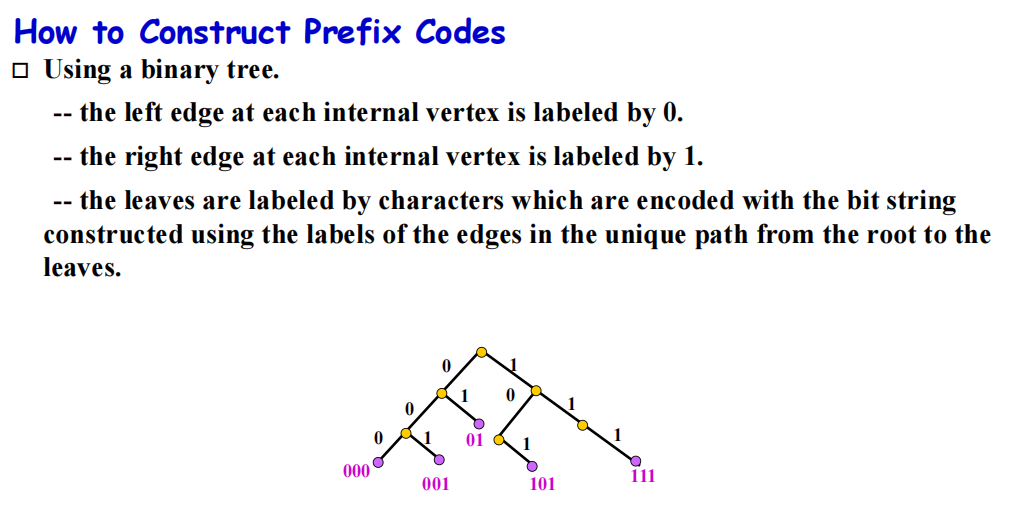 How to Construct Prefix Codes
□ Using a binary tree.
-- the left edge at each internal vertex is labeled by 0.
-- the right edge at each internal vertex is labeled by 1.
-- the leaves are labeled by characters which are encoded with the bit string
constructed using the labels of the edges in the unique path from the root to the
leaves.
0 1
0 1 0 1
0 1 01 1 1
000 001 101 111